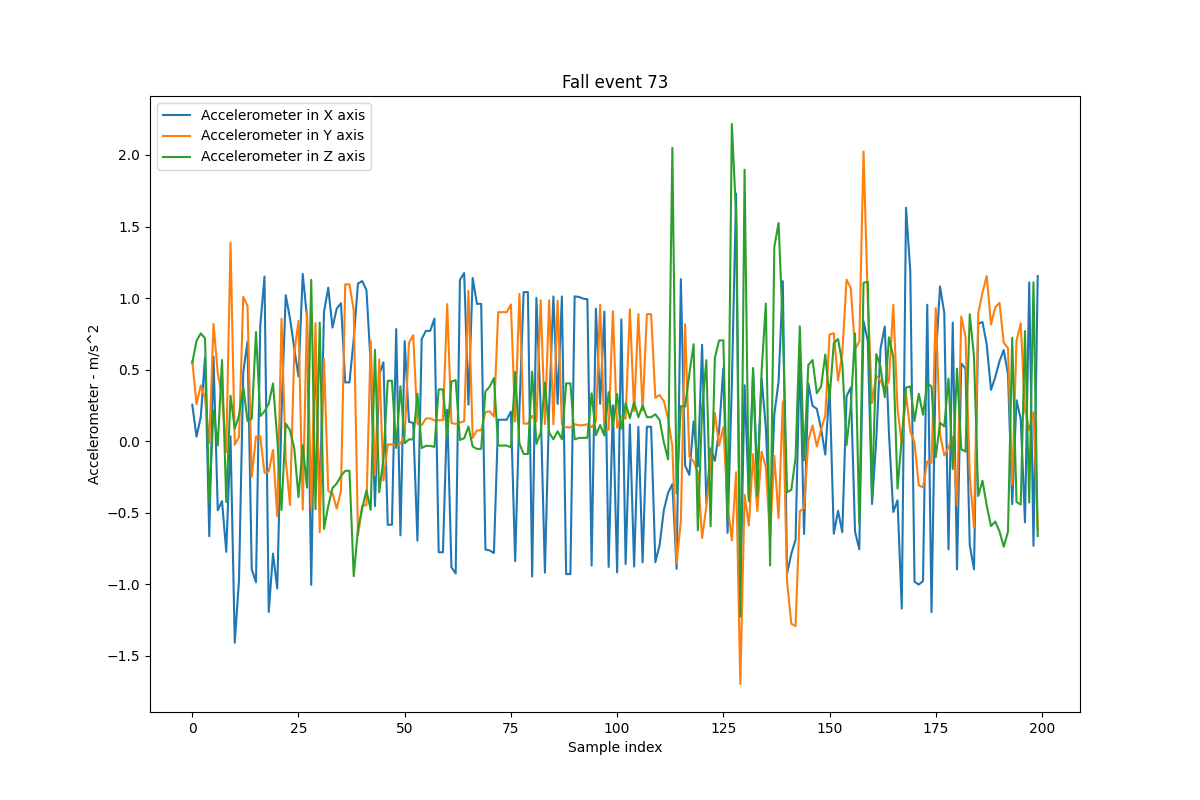 Fall event 73
Accelerometer in X axis
Accelerometer in Y axis
Accelerometer in Z axis
Accelerometer - m/s^2
2.0
1.5
1.0
0.5
0.0
−0.5
−1.0
−1.5
0 25 50 75 100 125 150 175 200
Sample index